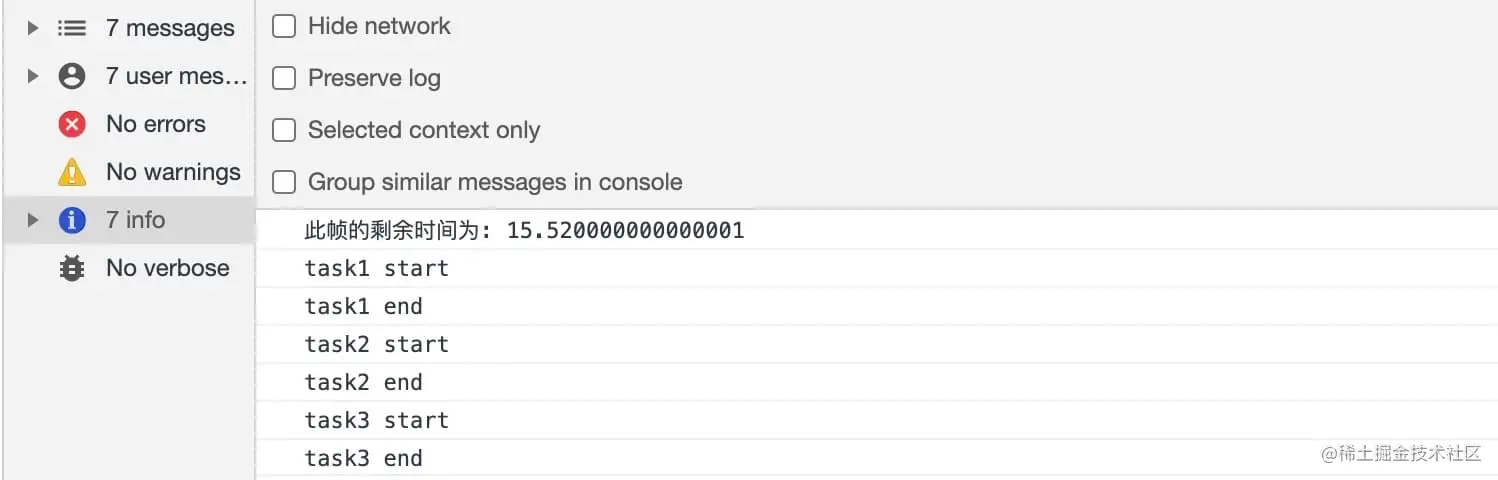 7 messages
7 user mes…
No errors
No warnings
7 info
No verbose
Hide network
Preserve log
Selected context only
Group similar messages in console
此帧的剩余时间为: 15.520000000000001
task1 start
task1 end
task2 start
task2 end
task3 start
task3 end
@稀土掘金技术社区